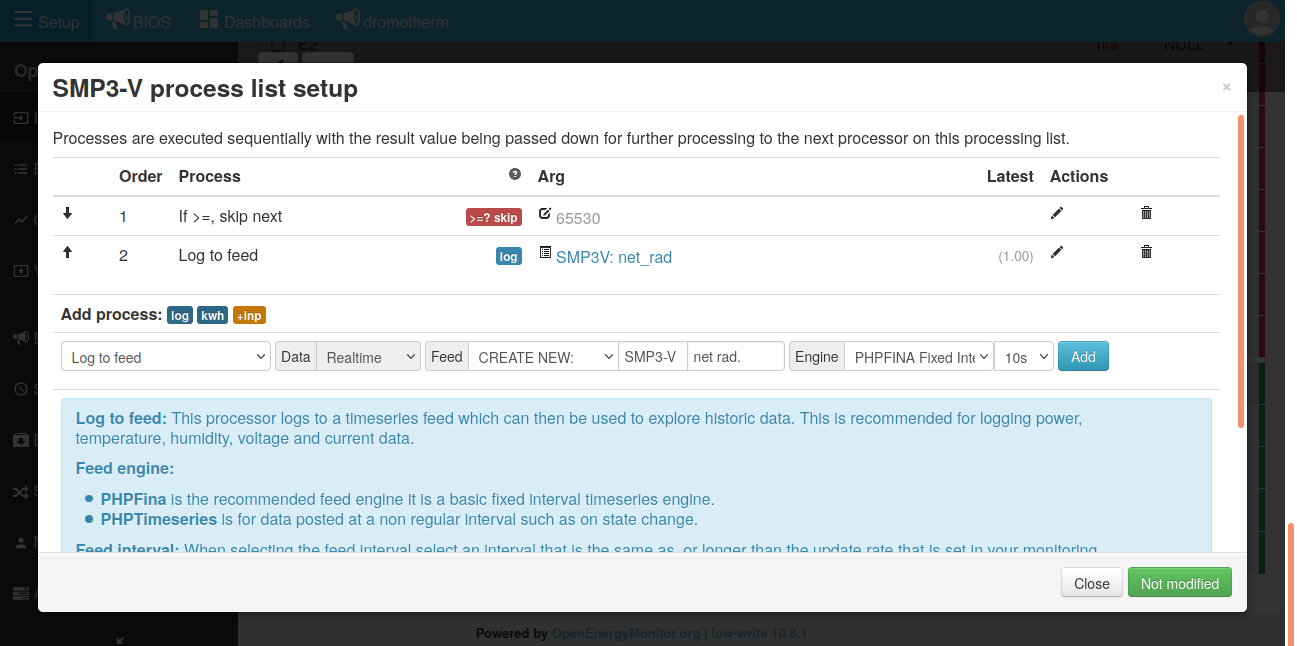 Setup BIOS Dashboards dromotherm
E2 n/a NULL
Op
SMP3-V process list setup ×
Processes are executed sequentially with the result value being passed down for further processing to the next processor on this processing list.
Order Process ? Arg Latest Actions
1 If >=, skip next >=? skip 65530
2 Log to feed log SMP3V: net_rad (1.00)
Add process: log kwh +inp
Log to feed Data Realtime Feed CREATE NEW: SMP3-V net rad. Engine PHPFINA Fixed Inte 10s Add
Log to feed: This processor logs to a timeseries feed which can then be used to explore historic data. This is recommended for logging power,
temperature, humidity, voltage and current data.
Feed engine:
PHPFina is the recommended feed engine it is a basic fixed interval timeseries engine.
PHPTimeseries is for data posted at a non regular interval such as on state change.
Feed interval: When selecting the feed interval select an interval that is the same as, or longer than the update rate that is set in your monitoring
Close Not modified
Powered by OpenEnergyMonitor.org | low-write 10.8.1